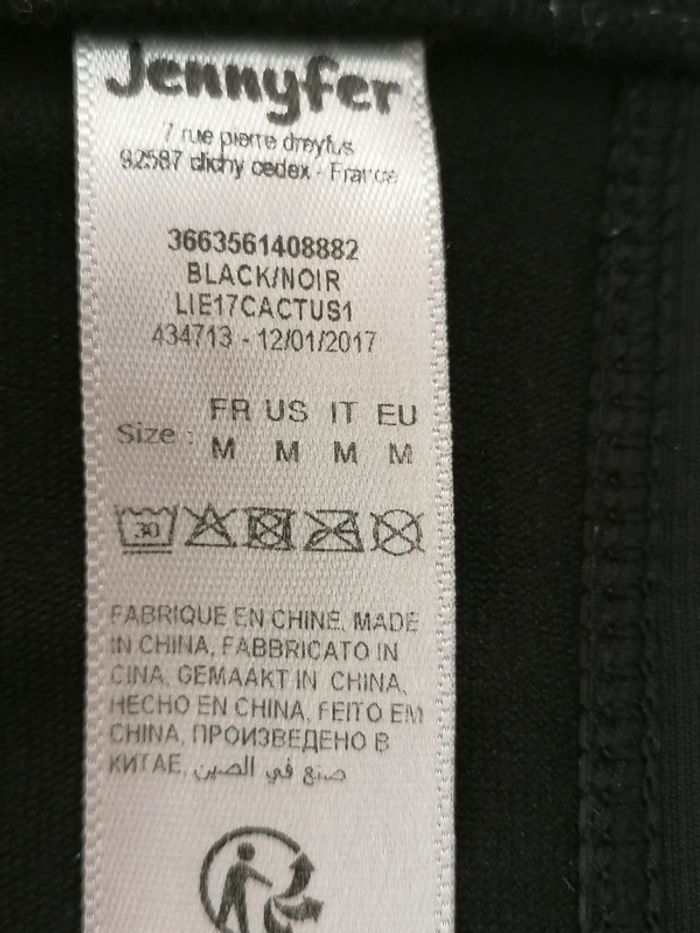 Jennyfer
7 rue pierre dreyfus
92587 clichy cedex - France
3663561408882
BLACK/NOIR
LIE17CACTUS1
434713 - 12/01/2017
FR US IT EU
Size : M M M M
30
FABRIQUE EN CHINE, MADE
IN CHINA, FABBRICATO IN
CINA, GEMAAKT IN CHINA,
HECHO EN CHINA, FEITO EM
CHINA, ПРОИЗВЕДЕНО В
КИТАЕ, صنع في الصين